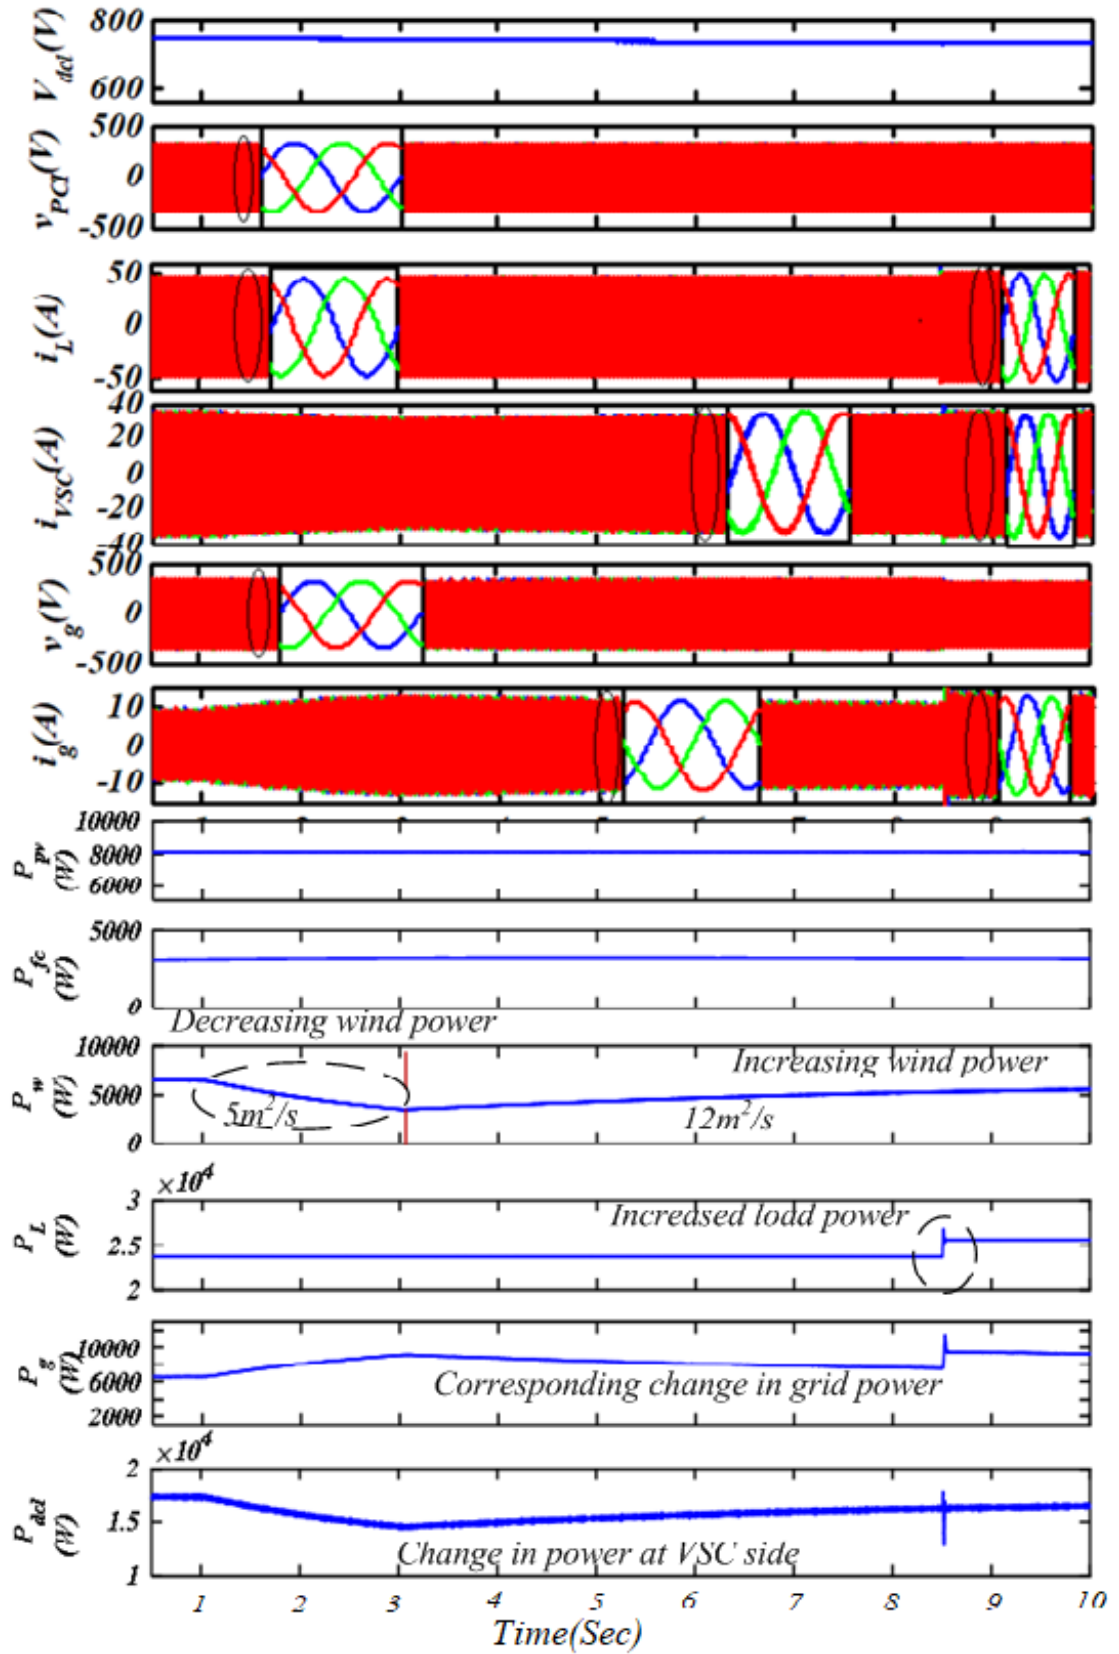 800
V_dcl(V)
600
500
v_PCI(V)
0
-500
50
i_L(A)
0
-50
40
20
i_VSC(A)
0
-20
-40
500
v_g(V)
0
-500
10
i_g(A)
0
-10
10000
P_pv (W)
8000
6000
5000
P_fc (W)
0
Decreasing wind power
10000
Increasing wind power
P_w (W)
5000
5m²/s
12m²/s
0
×10⁴
3
Increased load power
P_L (W)
2.5
2
10000
P_g (W)
6000
Corresponding change in grid power
2000
×10⁴
2
P_dcl (W)
1.5
Change in power at VSC side
1
1 2 3 4 5 6 7 8 9 10
Time(Sec)